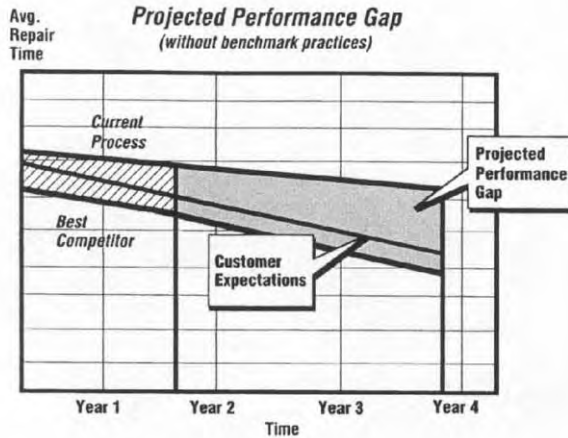 Avg.
Repair
Time
Projected Performance Gap
(without benchmark practices)
Current
Process
Projected
Performance
Gap
Best
Competitor
Customer
Expectations
Year 1
Year 2
Year 3
Year 4
Time